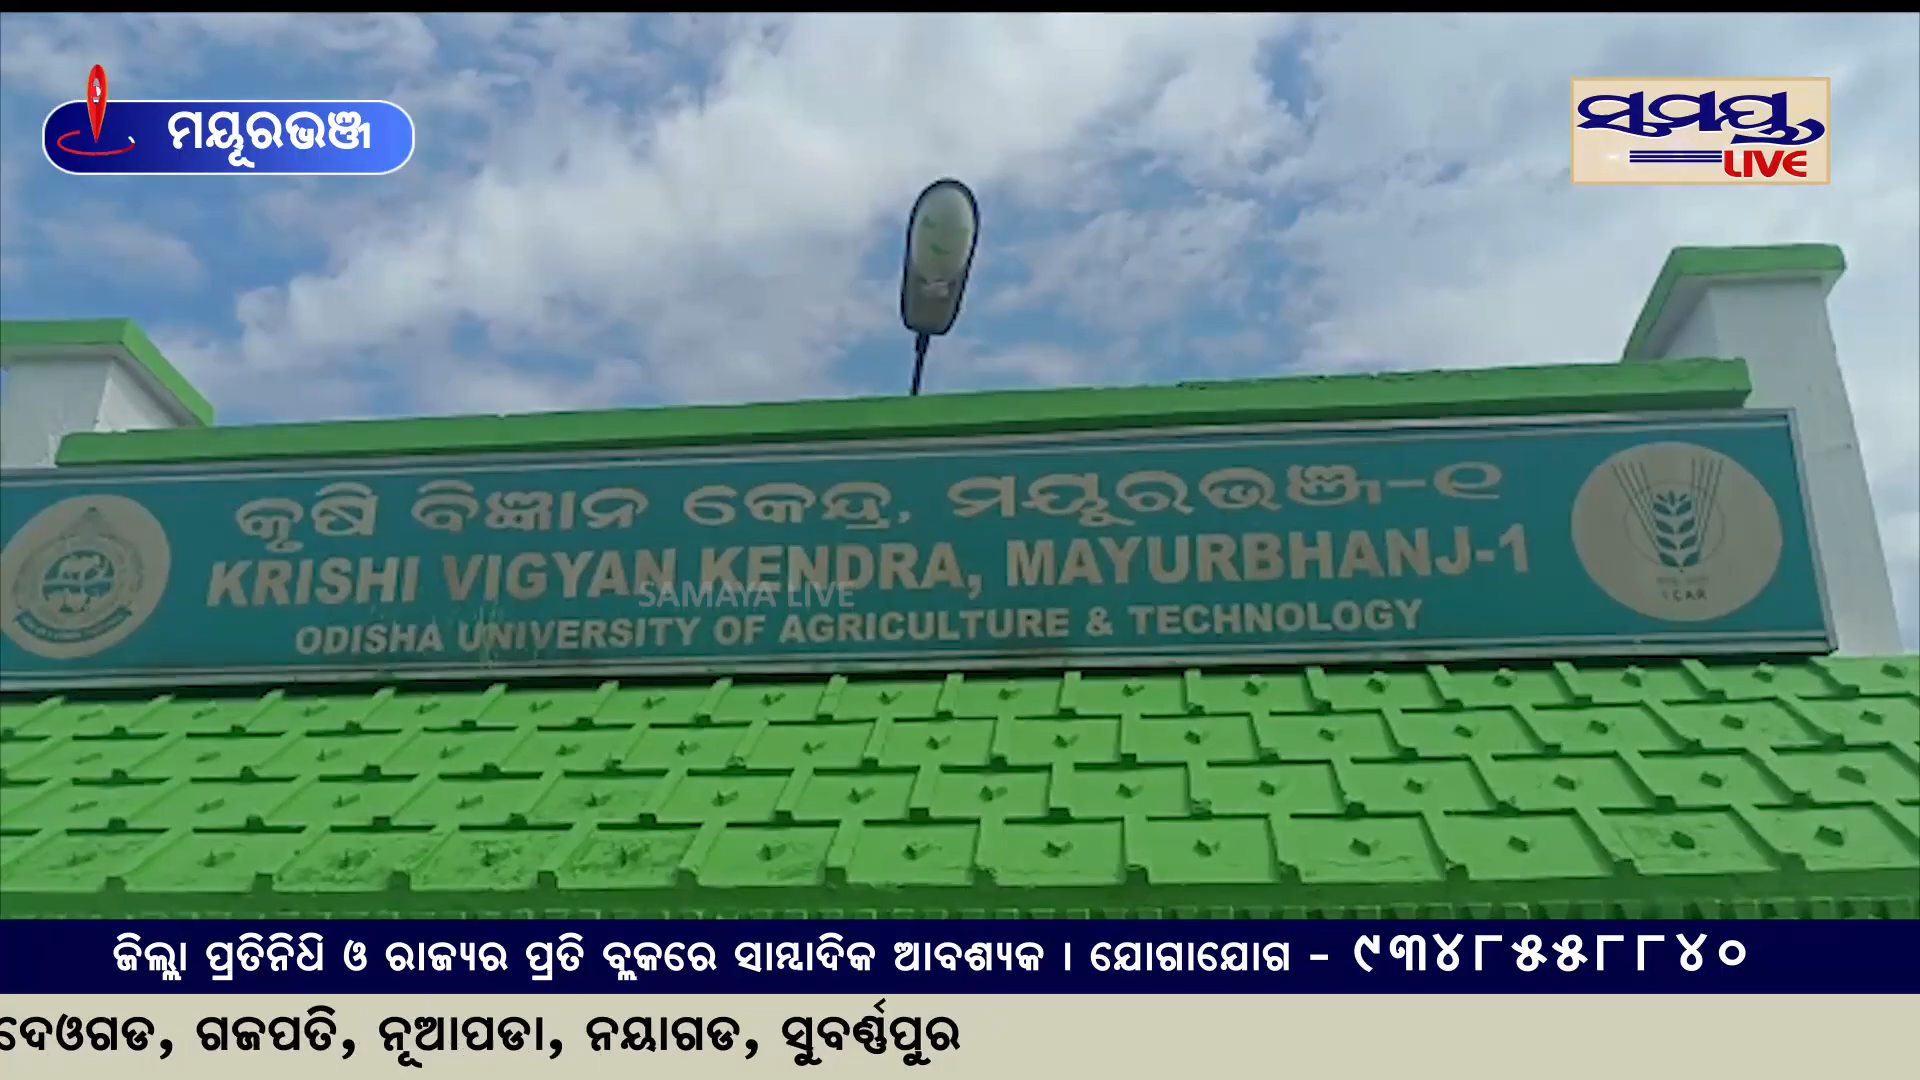 ମୟୂରଭଞ୍ଜ
ସମୟ
LIVE
କୃଷି ବିଜ୍ଞାନ କେନ୍ଦ୍ର, ମୟୂରଭଞ୍ଜ-୧
KRISHI VIGYAN KENDRA, MAYURBHANJ-1
SAMAYA LIVE
ODISHA UNIVERSITY OF AGRICULTURE & TECHNOLOGY
ICAR
ଜିଲ୍ଲା ପ୍ରତିନିଧି ଓ ରାଜ୍ୟର ପ୍ରତି ବ୍ଲକରେ ସାମ୍ବାଦିକ ଆବଶ୍ୟକ । ଯୋଗାଯୋଗ - ୯୩୪୮୫୫୮୮୪୦
ଦେଓଗଡ, ଗଜପତି, ନୂଆପଡା, ନୟାଗଡ, ସୁବର୍ଣ୍ଣପୁର